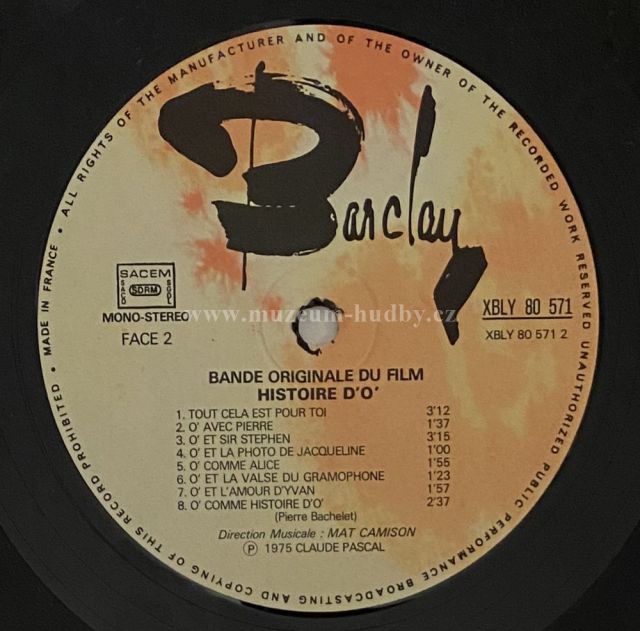 MADE IN FRANCE • ALL RIGHTS OF THE MANUFACTURER AND OF THE OWNER OF THE RECORDED WORK RESERVED UNAUTHORIZED PUBLIC PERFORMANCE BROADCASTING AND COPYING OF THIS RECORD PROHIBITED •
Barclay
SACEM
SACD SDRM SGDL
MONO-STEREO
FACE 2
www.muzeum-hudby.cz
XBLY 80 571
XBLY 80 571 2
BANDE ORIGINALE DU FILM
HISTOIRE D'O'
1. TOUT CELA EST POUR TOI 3'12
2. O' AVEC PIERRE 1'37
3. O' ET SIR STEPHEN 3'15
4. O' ET LA PHOTO DE JACQUELINE 1'00
5. O' COMME ALICE 1'55
6. O' ET LA VALSE DU GRAMOPHONE 1'23
7. O' ET L'AMOUR D'YVAN 1'57
8. O' COMME HISTOIRE D'O' 2'37
(Pierre Bachelet)
Direction Musicale : MAT CAMISON
Ⓟ 1975 CLAUDE PASCAL